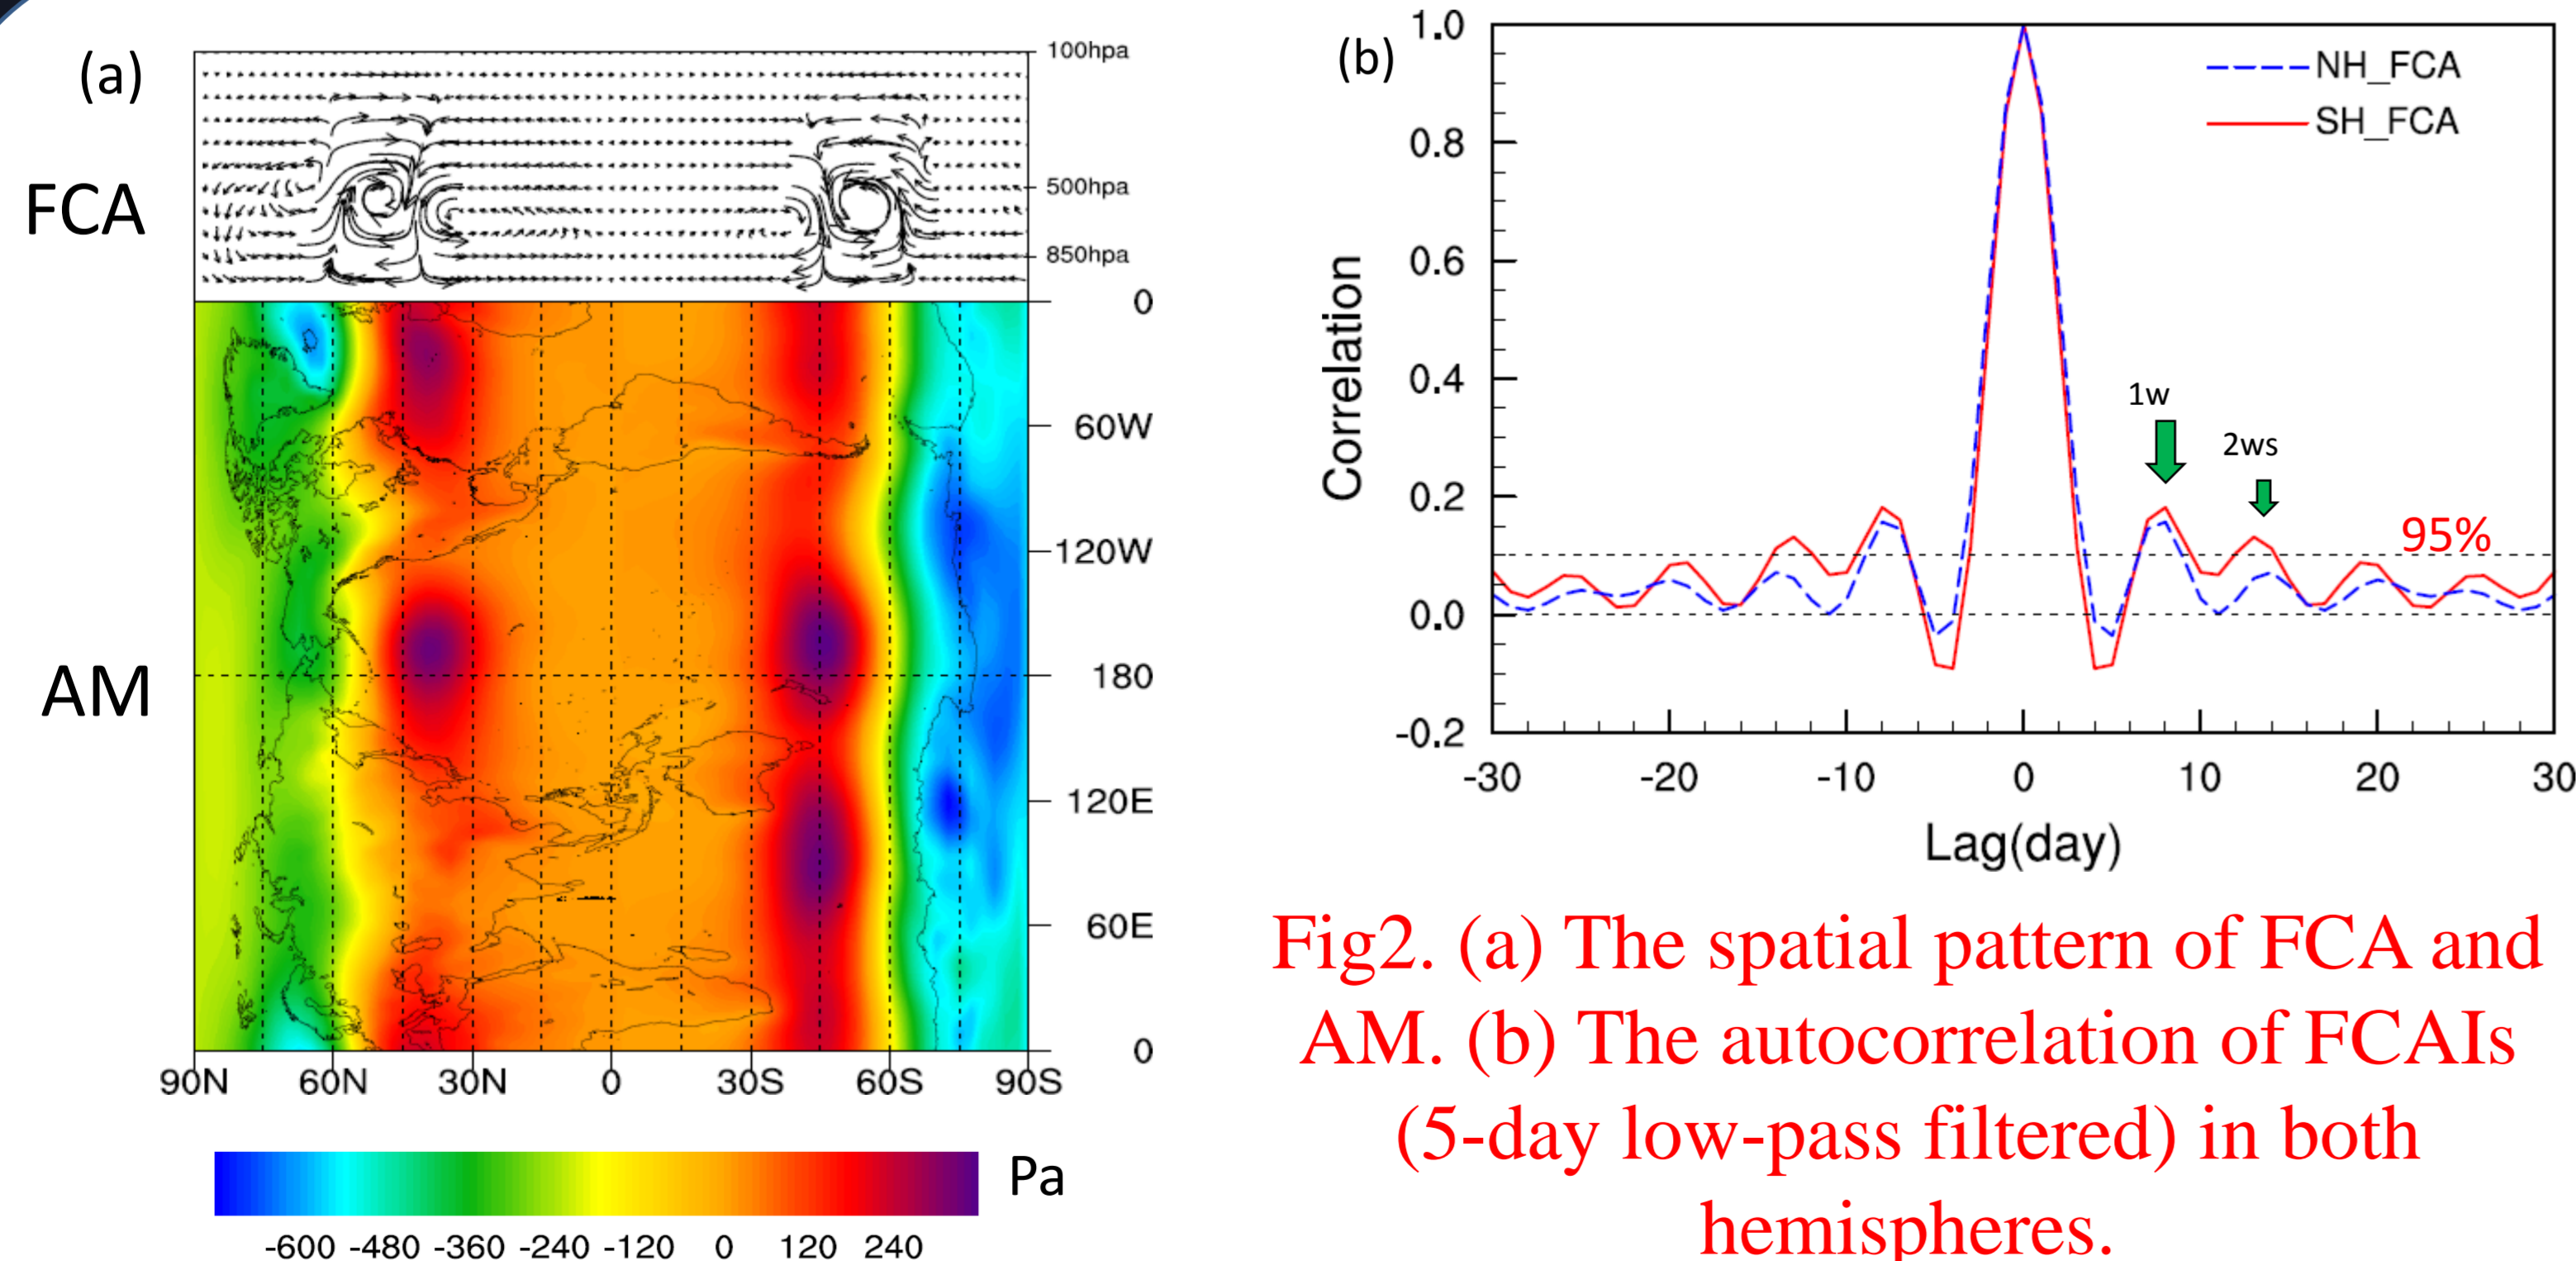 (a)
100hpa
500hpa
850hpa
FCA
AM
0
60W
120W
180
120E
60E
0
90N 60N 30N 0 30S 60S 90S
Pa
-600 -480 -360 -240 -120 0 120 240
(b)
1.0
0.8
0.6
0.4
0.2
0.0
-0.2
Correlation
NH_FCA
SH_FCA
1w
2ws
95%
-30 -20 -10 0 10 20 30
Lag(day)
Fig2. (a) The spatial pattern of FCA and
AM. (b) The autocorrelation of FCAIs
(5-day low-pass filtered) in both
hemispheres.